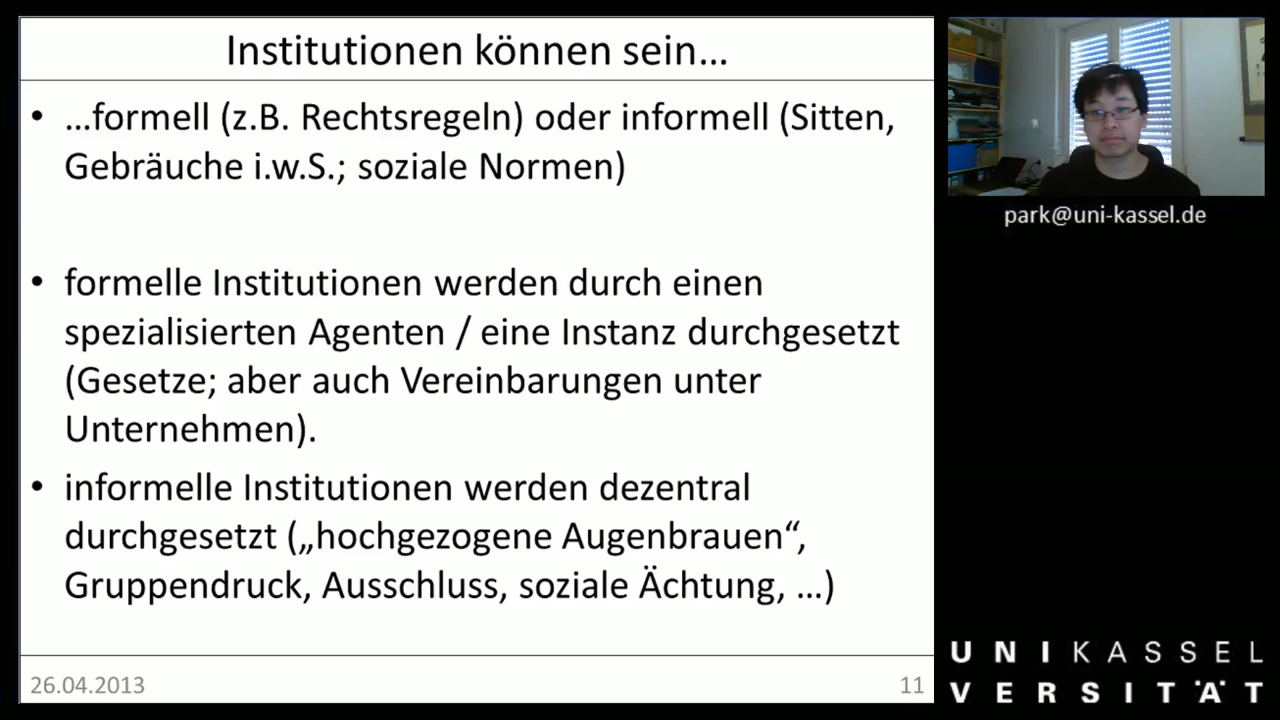 Institutionen können sein…
• …formell (z.B. Rechtsregeln) oder informell (Sitten,
Gebräuche i.w.S.; soziale Normen)
• formelle Institutionen werden durch einen
spezialisierten Agenten / eine Instanz durchgesetzt
(Gesetze; aber auch Vereinbarungen unter
Unternehmen).
• informelle Institutionen werden dezentral
durchgesetzt („hochgezogene Augenbrauen“,
Gruppendruck, Ausschluss, soziale Ächtung, …)
26.04.2013
11
park@uni-kassel.de
UNIKASSEL
VERSITÄT